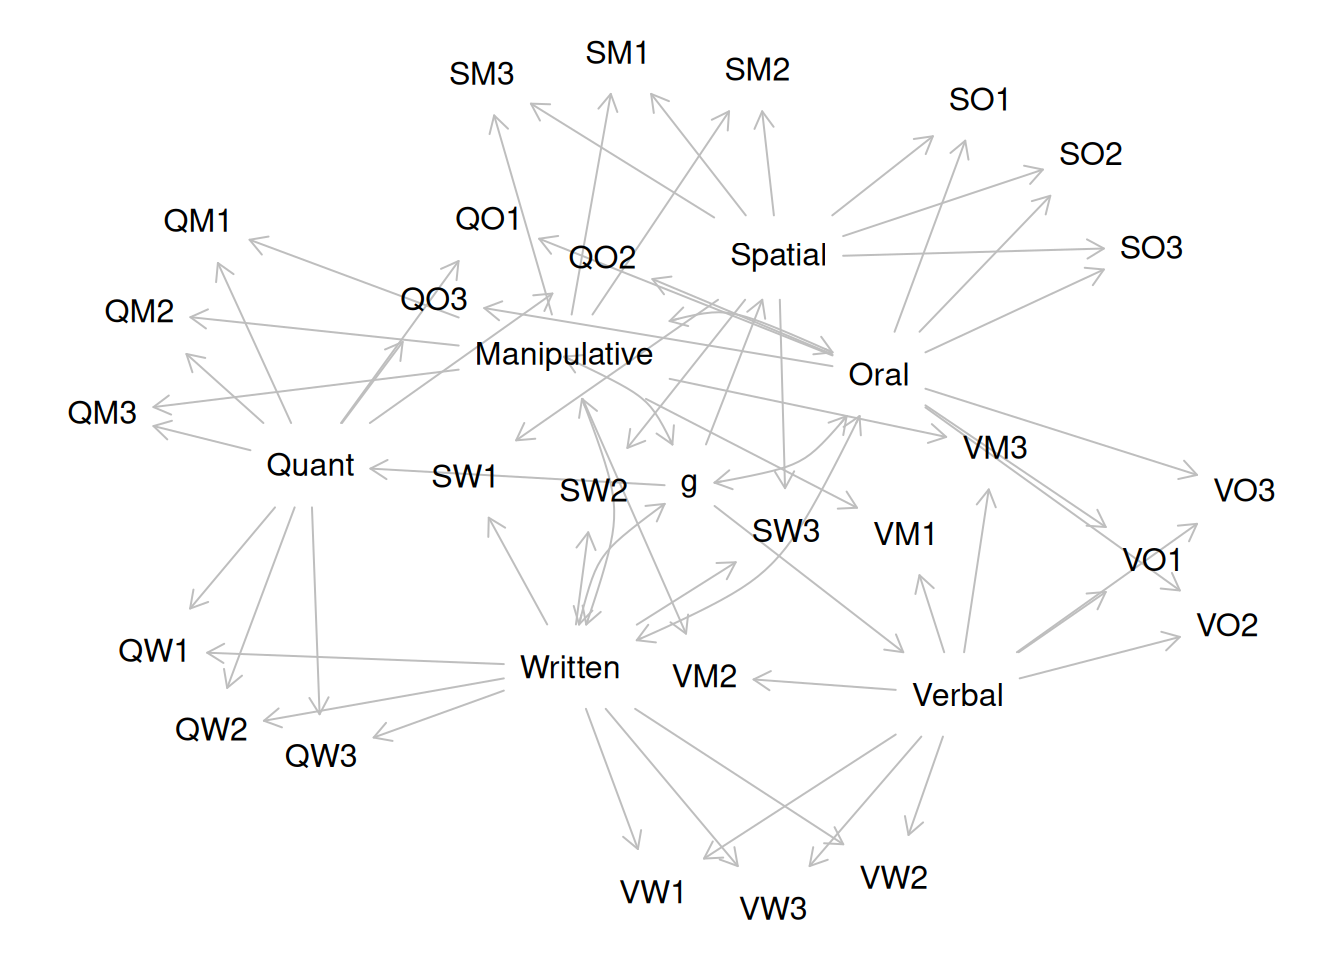 SM1
SM2
SM3
SO1
SO2
QM1
QO1
SO3
Spatial
QO2
QO3
QM2
Manipulative
Oral
QM3
VM3
Quant
SW1
g
SW2
VO3
SW3
VM1
VO1
VO2
QW1
Written
VM2
Verbal
QW2
QW3
VW2
VW1
VW3